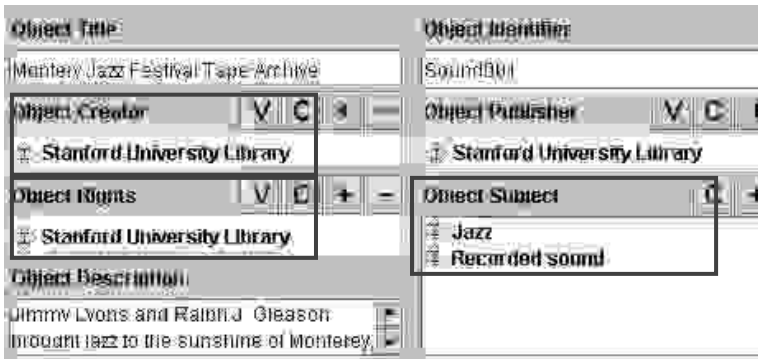 Object Title
Montery Jazz Festival Tape Archive
Object Creator V C + −
Stanford University Library
Object Rights V C + −
Stanford University Library
Object Description
Jimmy Lyons and Ralph J Gleason
brought jazz to the sunshine of Monterey,
Object Identifier
Object Publisher V C
Stanford University Library
Object Subject C +
Jazz
Recorded sound